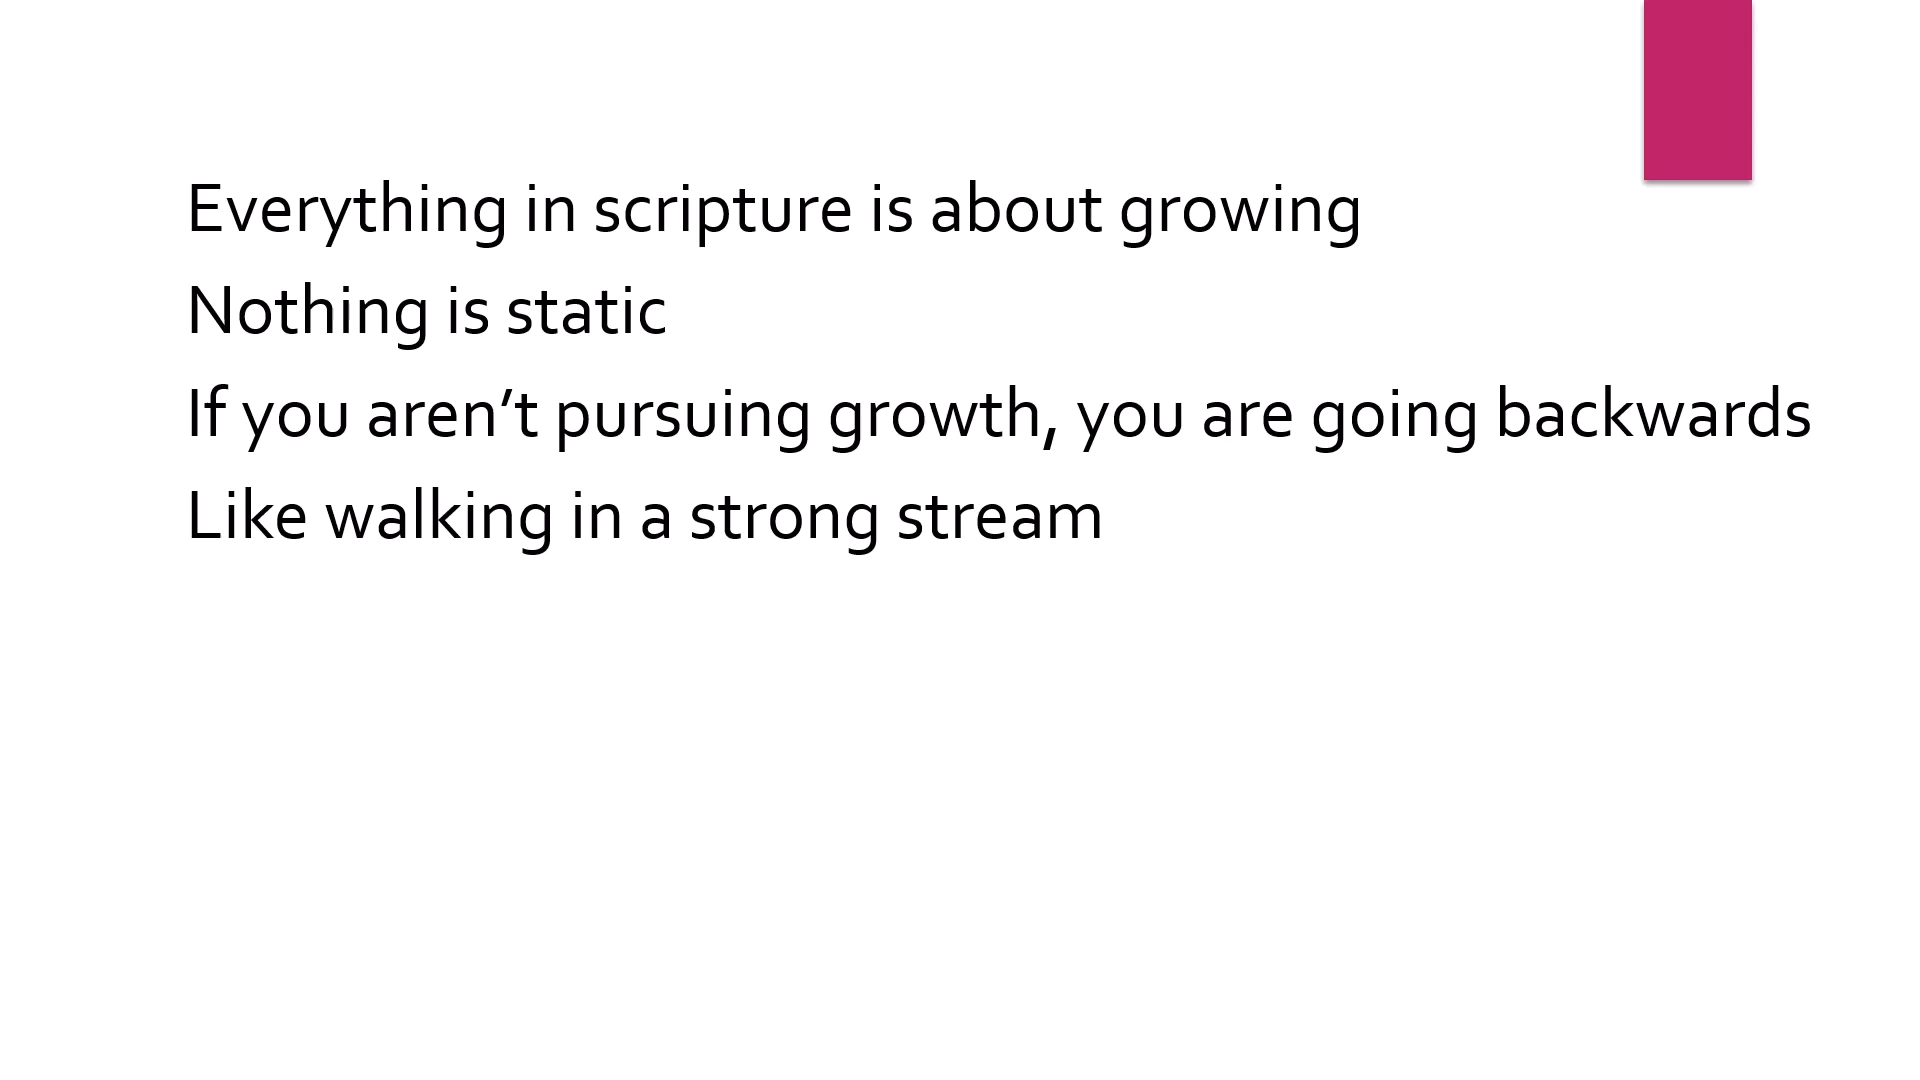 Everything in scripture is about growing
Nothing is static
If you aren’t pursuing growth, you are going backwards
Like walking in a strong stream